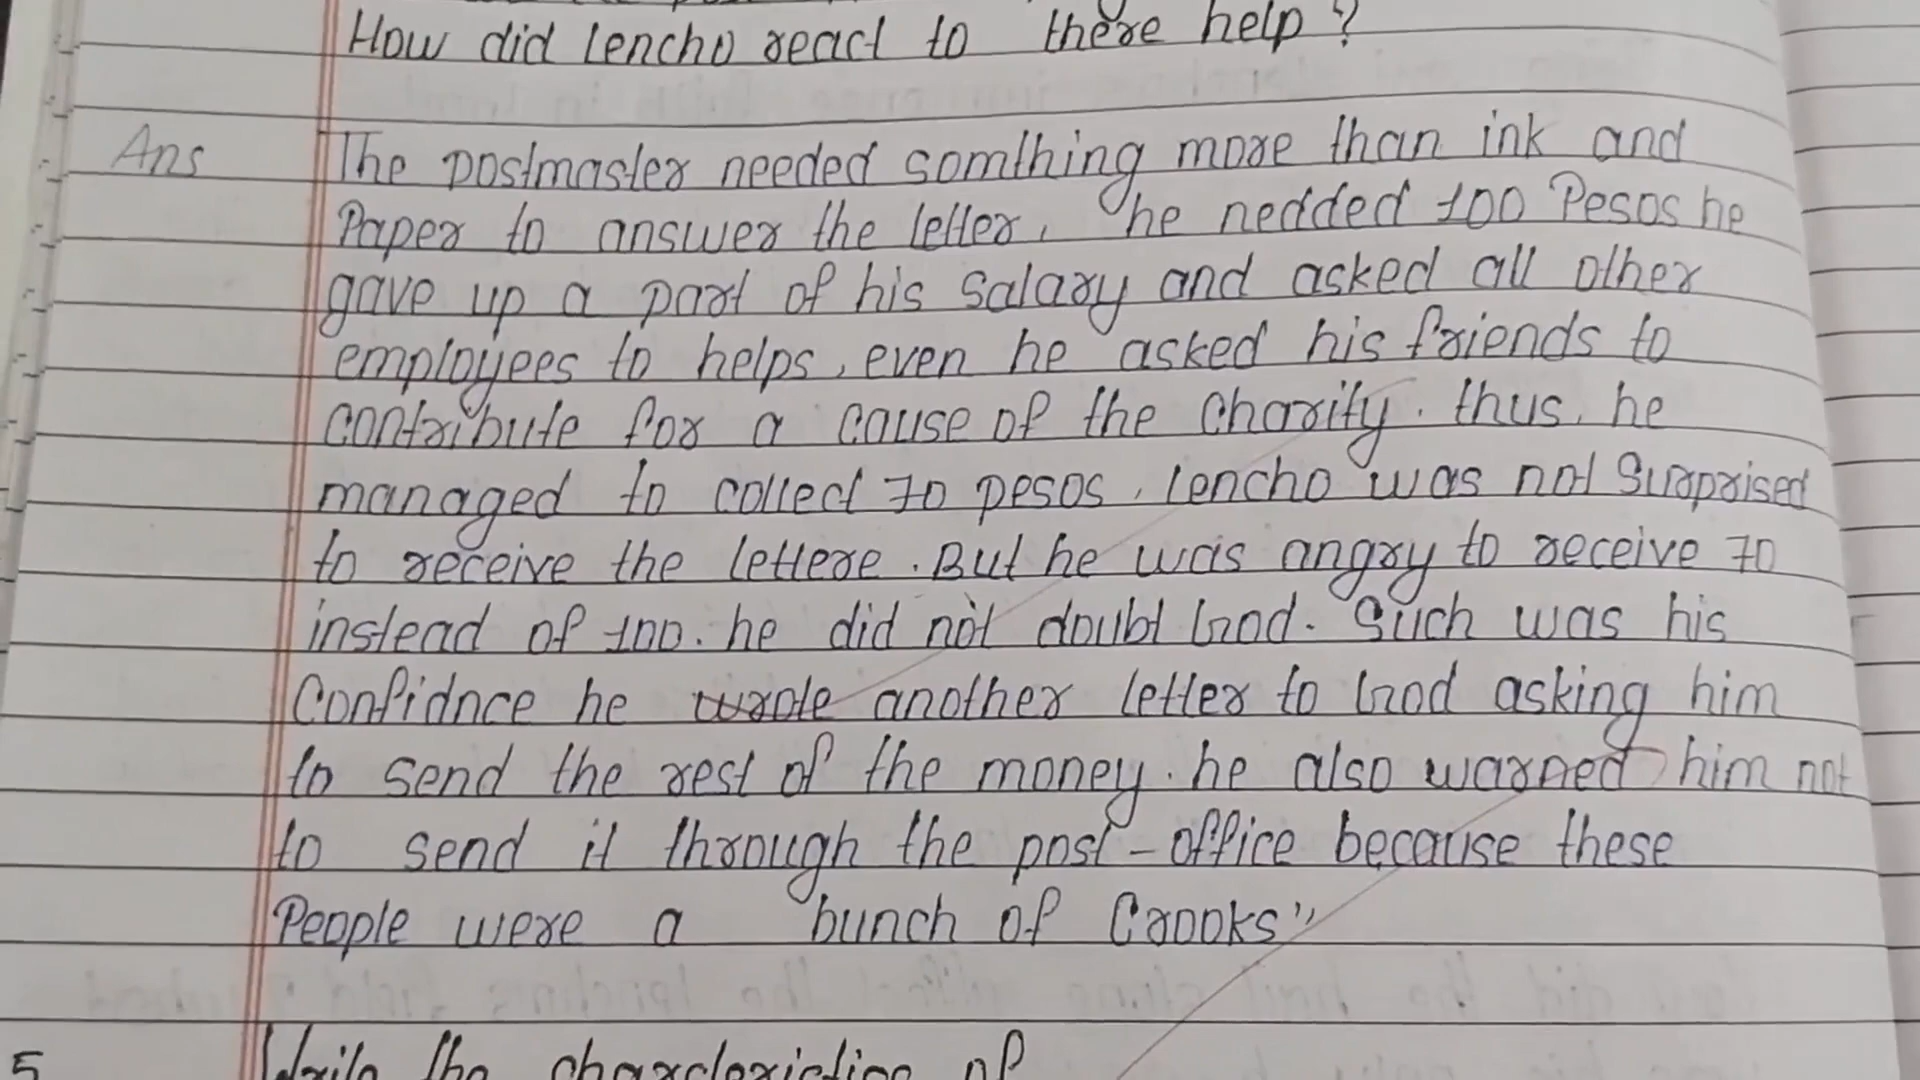 How did lencho react to there help?
Ans The postmaster needed somthing more than ink and
Paper to answer the letter, he nedded 100 Pesos he
gave up a part of his salary and asked all other
employees to helps, even he asked his friends to
contribute for a cause of the charity. thus, he
managed to collect 70 pesos, lencho was not Surprised
to receive the lettere. But he was angry to receive 70
instead of 100. he did not doubt God. Such was his
Confidnce he wrote another letter to God asking him
to send the rest of the money. he also warned him not
to send it through the post-office because these
People were a "bunch of Crooks"
5 Write the of